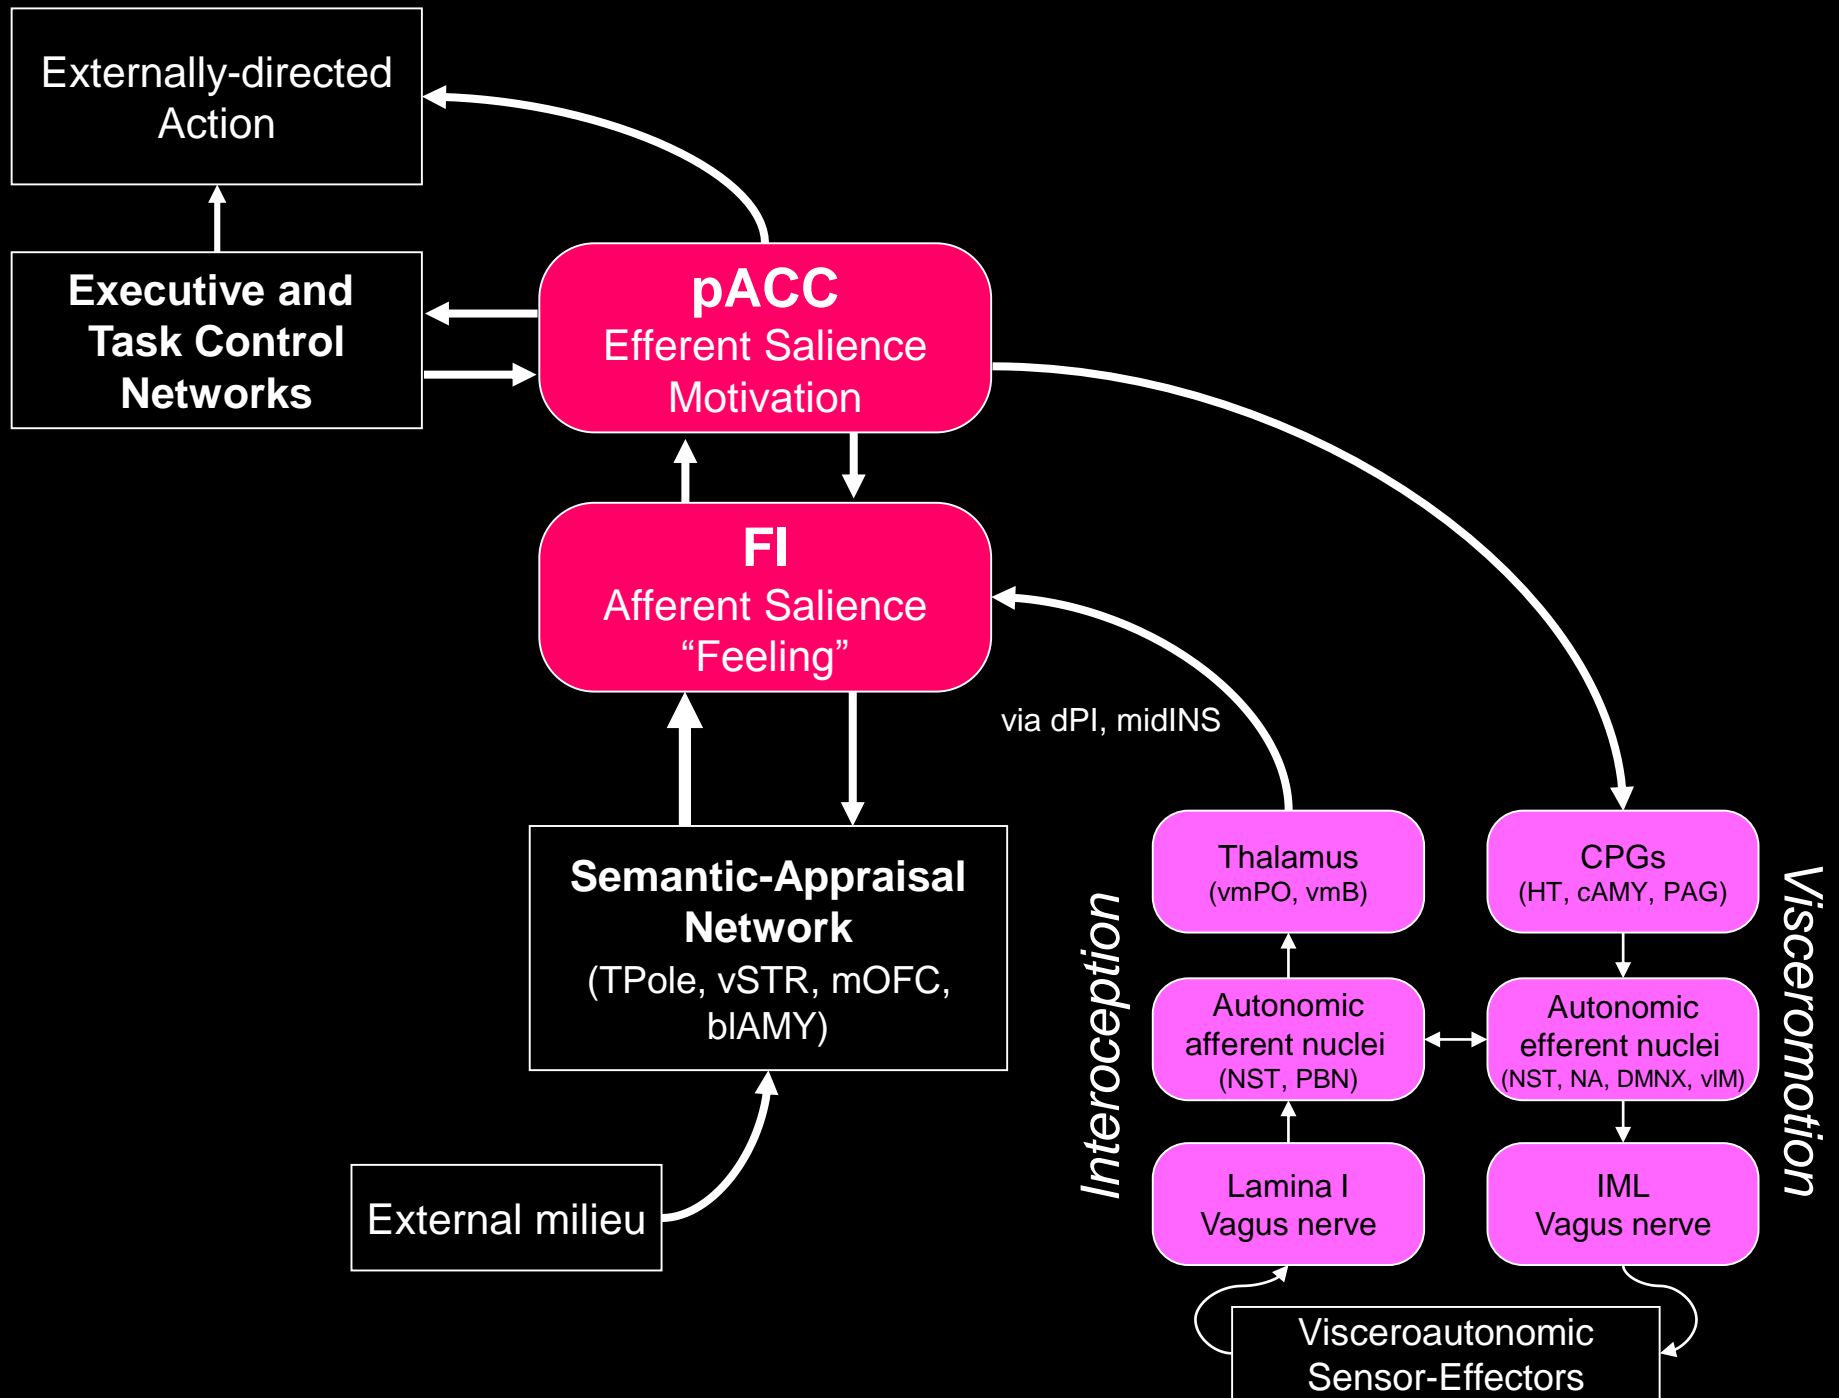 Externally-directed
Action
Executive and
Task Control
Networks
pACC
Efferent Salience
Motivation
FI
Afferent Salience
“Feeling”
via dPI, midINS
Semantic-Appraisal
Network
(TPole, vSTR, mOFC,
blAMY)
External milieu
Interoception
Thalamus
(vmPO, vmB)
Autonomic
afferent nuclei
(NST, PBN)
Lamina I
Vagus nerve
CPGs
(HT, cAMY, PAG)
Autonomic
efferent nuclei
(NST, NA, DMNX, vIM)
IML
Vagus nerve
Visceromotion
Visceroautonomic
Sensor-Effectors